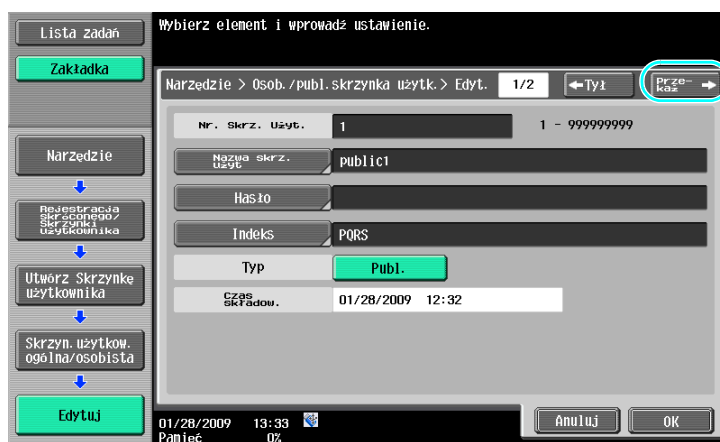 Lista zadań
Wybierz element i wprowadź ustawienie.
Zakładka
Narzędzie > Osob./publ.skrzynka użytk.> Edyt.
1/2
←Tył
Prze-
każ →
Nr. Skrz. Użyt.
1
1 - 999999999
Narzędzie
Nazwa skrz.
użyt
public1
Hasło
Rejestracja
skróconego/
Skrzynki
użytkownika
Indeks
PQRS
Typ
Publ.
Utwórz Skrzynkę
użytkownika
Czas
składow.
01/28/2009 12:32
Skrzyn.użytkow.
ogólna/osobista
Edytuj
01/28/2009 13:33
Pamięć 0%
Anuluj
OK